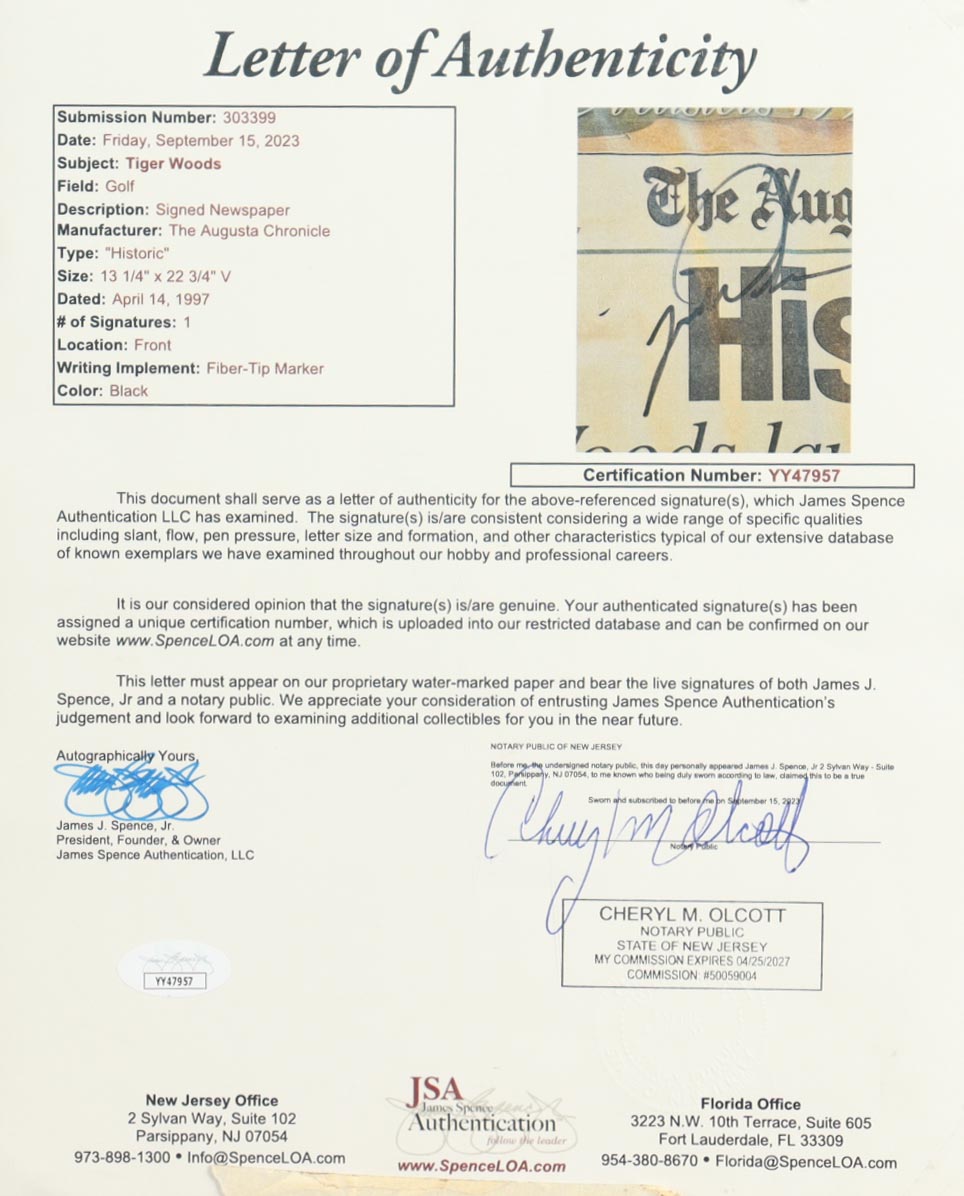 Letter of Authenticity
Submission Number: 303399
Date: Friday, September 15, 2023
Subject: Tiger Woods
Field: Golf
Description: Signed Newspaper
Manufacturer: The Augusta Chronicle
Type: "Historic"
Size: 13 1/4" x 22 3/4" V
Dated: April 14, 1997
# of Signatures: 1
Location: Front
Writing Implement: Fiber-Tip Marker
Color: Black
The Aug
His
Certification Number: YY47957
This document shall serve as a letter of authenticity for the above-referenced signature(s), which James Spence
Authentication LLC has examined. The signature(s) is/are consistent considering a wide range of specific qualities
including slant, flow, pen pressure, letter size and formation, and other characteristics typical of our extensive database
of known exemplars we have examined throughout our hobby and professional careers.
It is our considered opinion that the signature(s) is/are genuine. Your authenticated signature(s) has been
assigned a unique certification number, which is uploaded into our restricted database and can be confirmed on our
website www.SpenceLOA.com at any time.
This letter must appear on our proprietary water-marked paper and bear the live signatures of both James J.
Spence, Jr and a notary public. We appreciate your consideration of entrusting James Spence Authentication's
judgement and look forward to examining additional collectibles for you in the near future.
Autographically Yours,
James J. Spence, Jr.
President, Founder, & Owner
James Spence Authentication, LLC
NOTARY PUBLIC OF NEW JERSEY
Before me, the undersigned notary public, this day personally appeared James J. Spence, Jr 2 Sylvan Way - Suite
102, Parsippany, NJ 07054, to me known who being duly sworn according to law, claimed this to be a true
document.
Sworn and subscribed to before me on September 15, 2023
Cheryl M Olcott
Notary Public
CHERYL M. OLCOTT
NOTARY PUBLIC
STATE OF NEW JERSEY
MY COMMISSION EXPIRES 04/25/2027
COMMISSION: #50059004
YY47957
New Jersey Office
2 Sylvan Way, Suite 102
Parsippany, NJ 07054
973-898-1300 • Info@SpenceLOA.com
JSA
James Spence
Authentication
follow the leader
www.SpenceLOA.com
Florida Office
3223 N.W. 10th Terrace, Suite 605
Fort Lauderdale, FL 33309
954-380-8670 • Florida@SpenceLOA.com